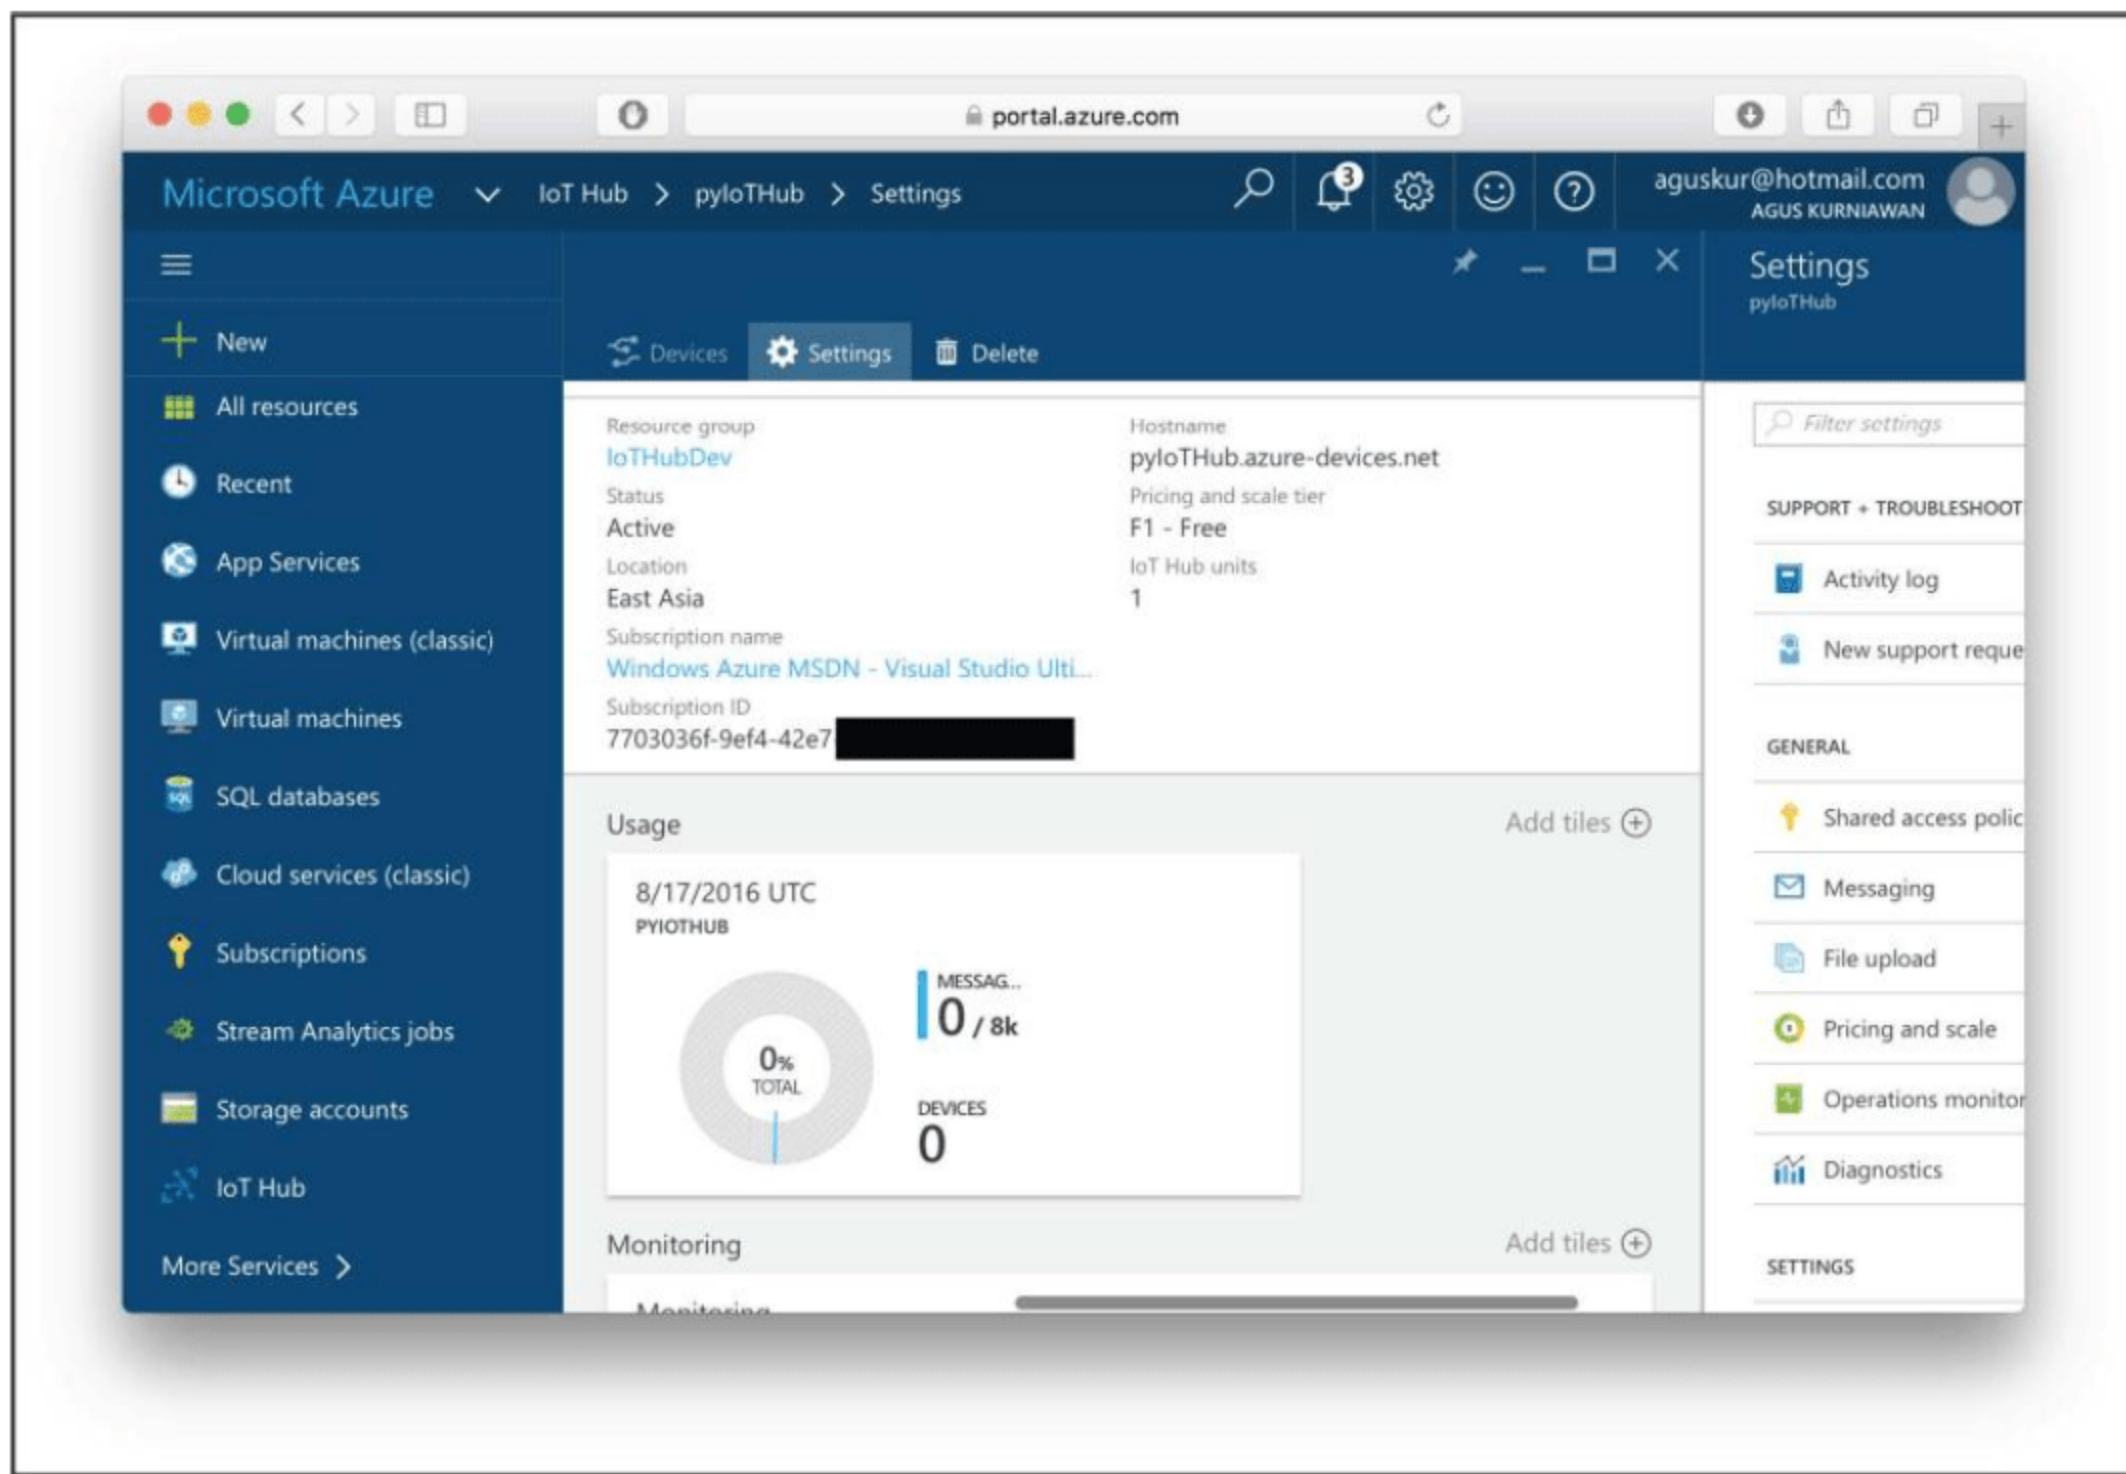 portal.azure.com
Microsoft Azure IoT Hub > pyIoTHub > Settings
3
aguskur@hotmail.com
AGUS KURNIAWAN
New
All resources
Recent
App Services
Virtual machines (classic)
Virtual machines
SQL databases
Cloud services (classic)
Subscriptions
Stream Analytics jobs
Storage accounts
IoT Hub
More Services >
Devices Settings Delete
Resource group
IoTHubDev
Status
Active
Location
East Asia
Subscription name
Windows Azure MSDN - Visual Studio Ulti...
Subscription ID
7703036f-9ef4-42e7
Hostname
pyIoTHub.azure-devices.net
Pricing and scale tier
F1 - Free
IoT Hub units
1
Usage
Add tiles
8/17/2016 UTC
PYIOTHUB
0%
TOTAL
MESSAG...
0 / 8k
DEVICES
0
Monitoring
Add tiles
Monitoring
Settings
pyIoTHub
Filter settings
SUPPORT + TROUBLESHOOT
Activity log
New support reque
GENERAL
Shared access polic
Messaging
File upload
Pricing and scale
Operations monitor
Diagnostics
SETTINGS